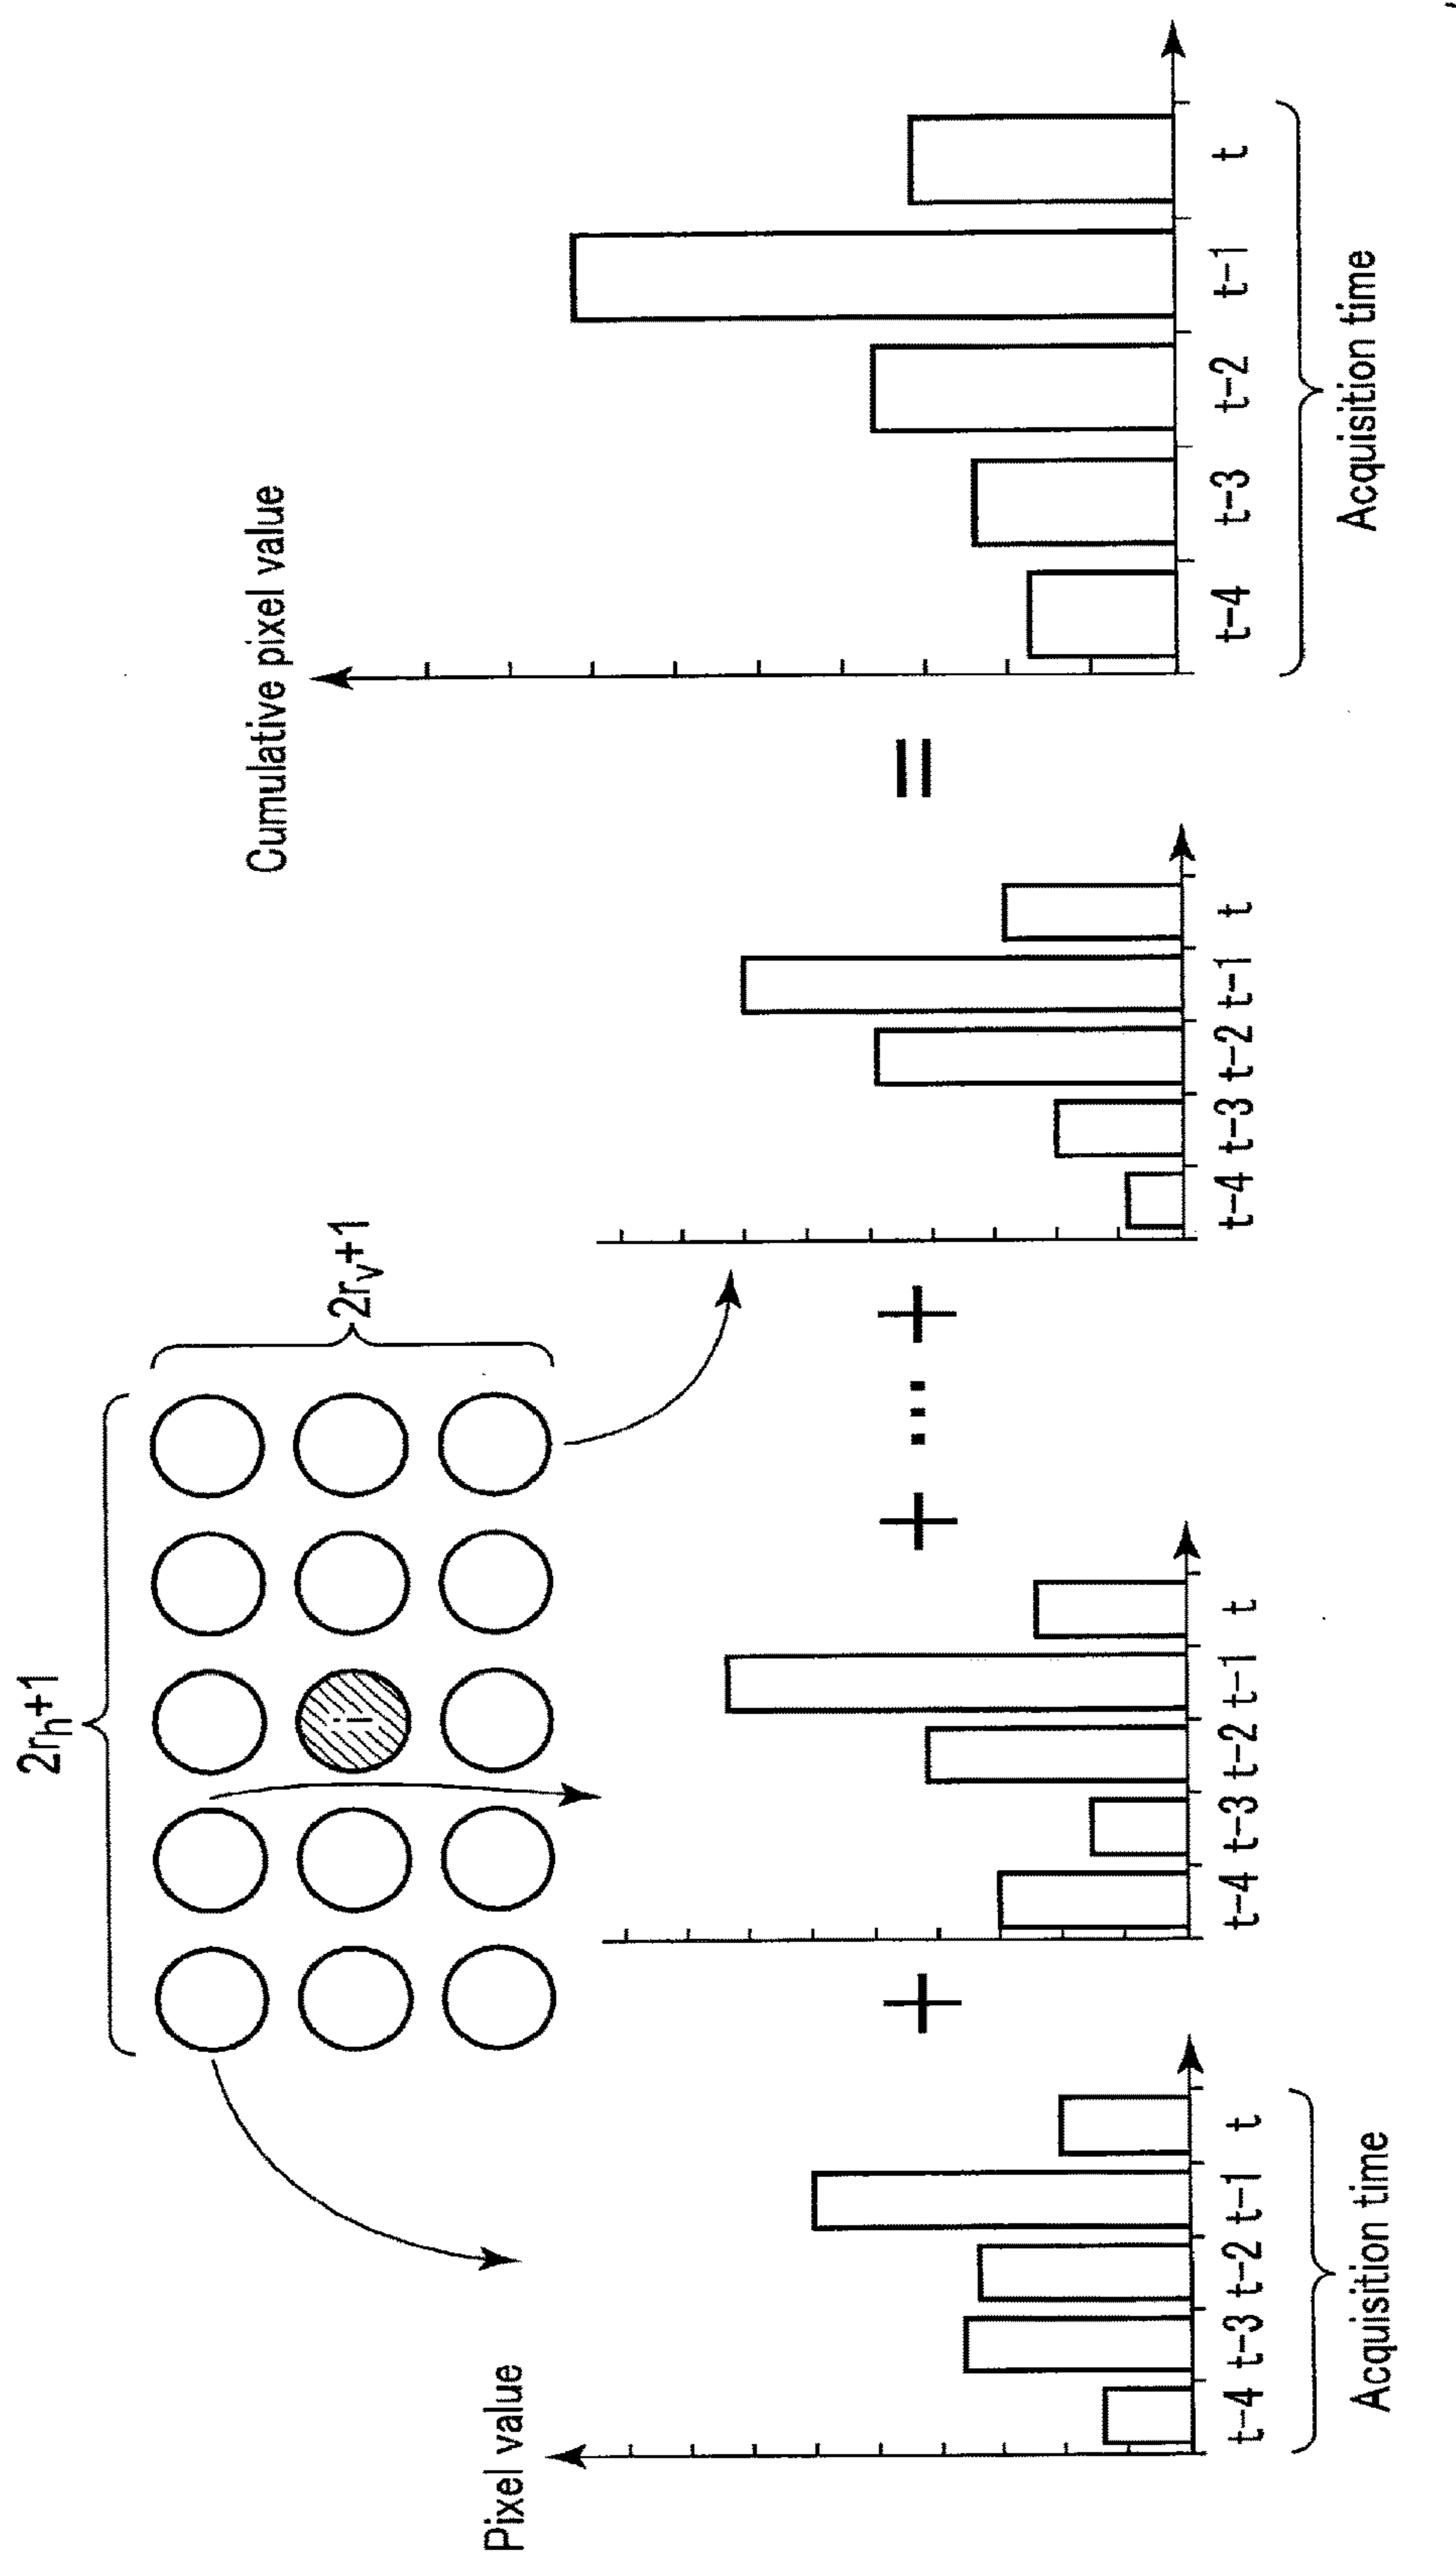 2rh+1
2rv+1
i
Pixel value
t-4 t-3 t-2 t-1 t
Acquisition time
+
t-4 t-3 t-2 t-1 t
+ ... +
t-4 t-3 t-2 t-1 t
=
Cumulative pixel value
t-4 t-3 t-2 t-1 t
Acquisition time